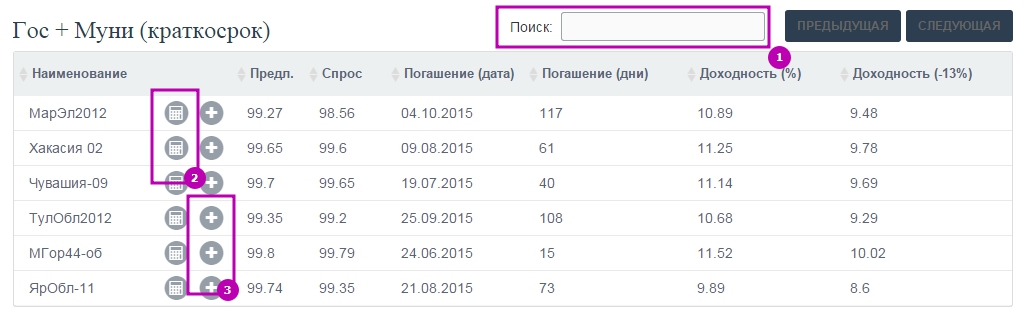 Гос + Муни (краткосрок) Поиск: ПРЕДЫДУЩАЯ СЛЕДУЮЩАЯ
1
Наименование Предл. Спрос Погашение (дата) Погашение (дни) Доходность (%) Доходность (-13%)
МарЭл2012 99.27 98.56 04.10.2015 117 10.89 9.48
Хакасия 02 99.65 99.6 09.08.2015 61 11.25 9.78
2
Чувашия-09 99.7 99.65 19.07.2015 40 11.14 9.69
ТулОбл2012 99.35 99.2 25.09.2015 108 10.68 9.29
МГор44-об 99.8 99.79 24.06.2015 15 11.52 10.02
ЯрОбл-11 3 99.74 99.35 21.08.2015 73 9.89 8.6